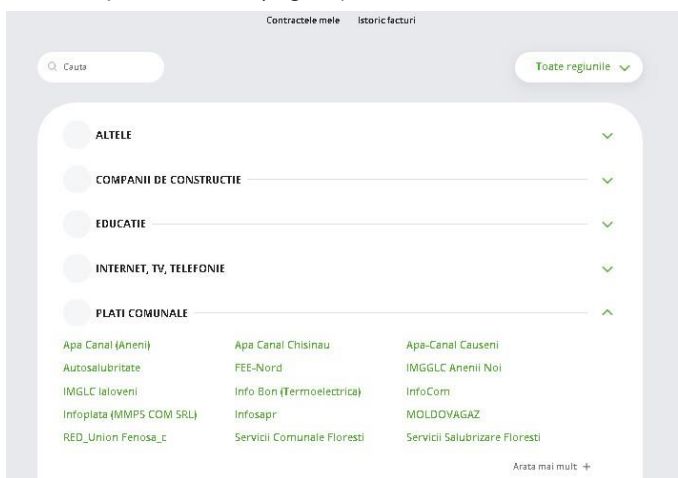 Contractele mele Istoric facturi
Cauta Toate regiunile
ALTELE
COMPANII DE CONSTRUCTIE
EDUCATIE
INTERNET, TV, TELEFONIE
PLATI COMUNALE
Apa Canal (Aneni) Apa Canal Chisinau Apa-Canal Causeni
Autosalubritate FEE-Nord IMGGLC Anenii Noi
IMGLC Ialoveni Info Bon (Termoelectrica) InfoCom
Infoplata (MMPS COM SRL) Infosapr MOLDOVAGAZ
RED_Union Fenosa_c Servicii Comunale Floresti Servicii Salubrizare Floresti
Arata mai mult +